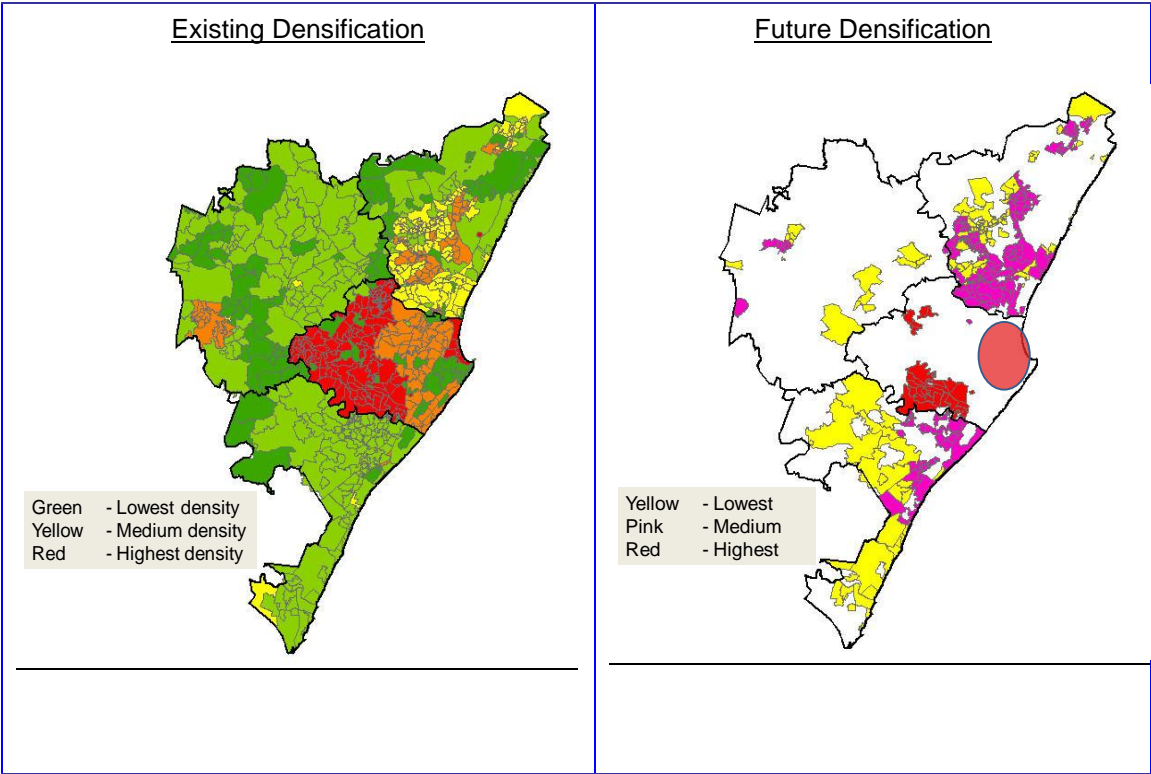 Existing Densification
Green - Lowest density
Yellow - Medium density
Red - Highest density
Future Densification
Yellow - Lowest
Pink - Medium
Red - Highest